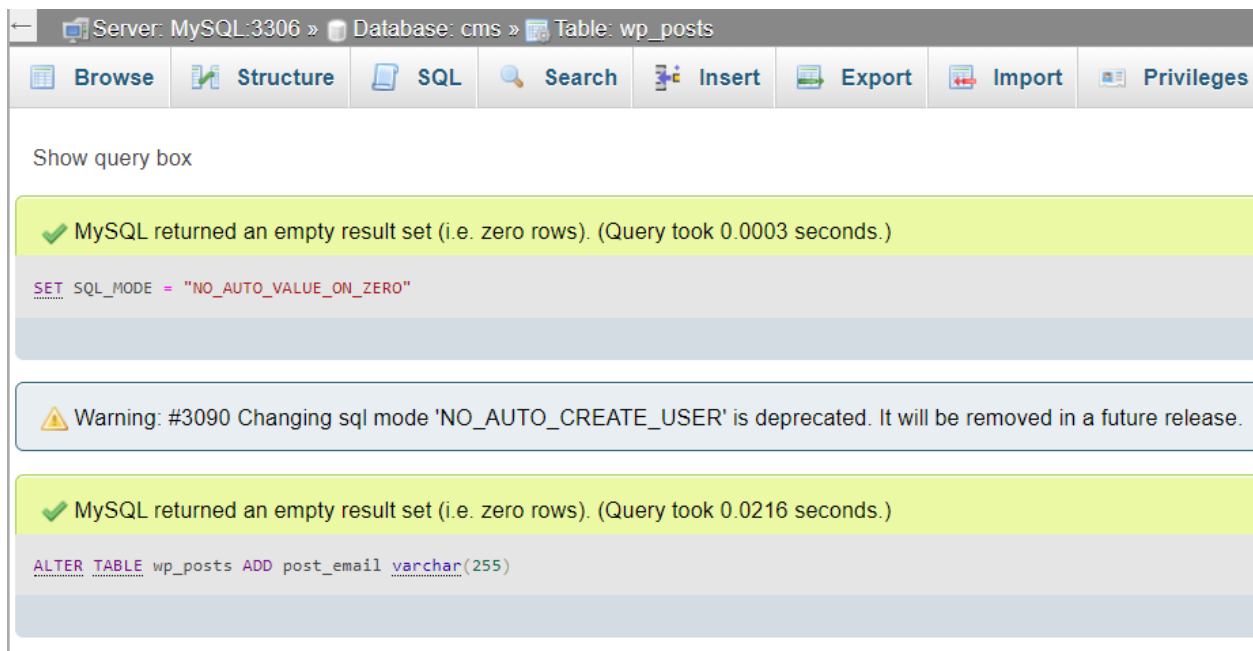 ← Server: MySQL:3306 » Database: cms » Table: wp_posts
Browse Structure SQL Search Insert Export Import Privileges
Show query box
MySQL returned an empty result set (i.e. zero rows). (Query took 0.0003 seconds.)
SET SQL_MODE = "NO_AUTO_VALUE_ON_ZERO"
Warning: #3090 Changing sql mode 'NO_AUTO_CREATE_USER' is deprecated. It will be removed in a future release.
MySQL returned an empty result set (i.e. zero rows). (Query took 0.0216 seconds.)
ALTER TABLE wp_posts ADD post_email varchar(255)